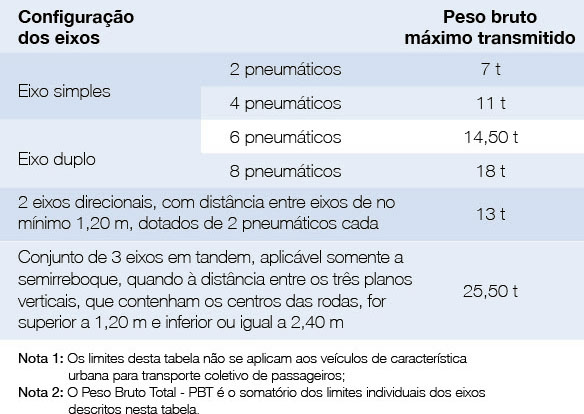 Configuração
dos eixos
Peso bruto
máximo transmitido
Eixo simples
2 pneumáticos
7 t
4 pneumáticos
11 t
Eixo duplo
6 pneumáticos
14,50 t
8 pneumáticos
18 t
2 eixos direcionais, com distância entre eixos de no
mínimo 1,20 m, dotados de 2 pneumáticos cada
13 t
Conjunto de 3 eixos em tandem, aplicável somente a
semirreboque, quando à distância entre os três planos
verticais, que contenham os centros das rodas, for
superior a 1,20 m e inferior ou igual a 2,40 m
25,50 t
Nota 1: Os limites desta tabela não se aplicam aos veículos de característica
urbana para transporte coletivo de passageiros;
Nota 2: O Peso Bruto Total - PBT é o somatório dos limites individuais dos eixos
descritos nesta tabela.